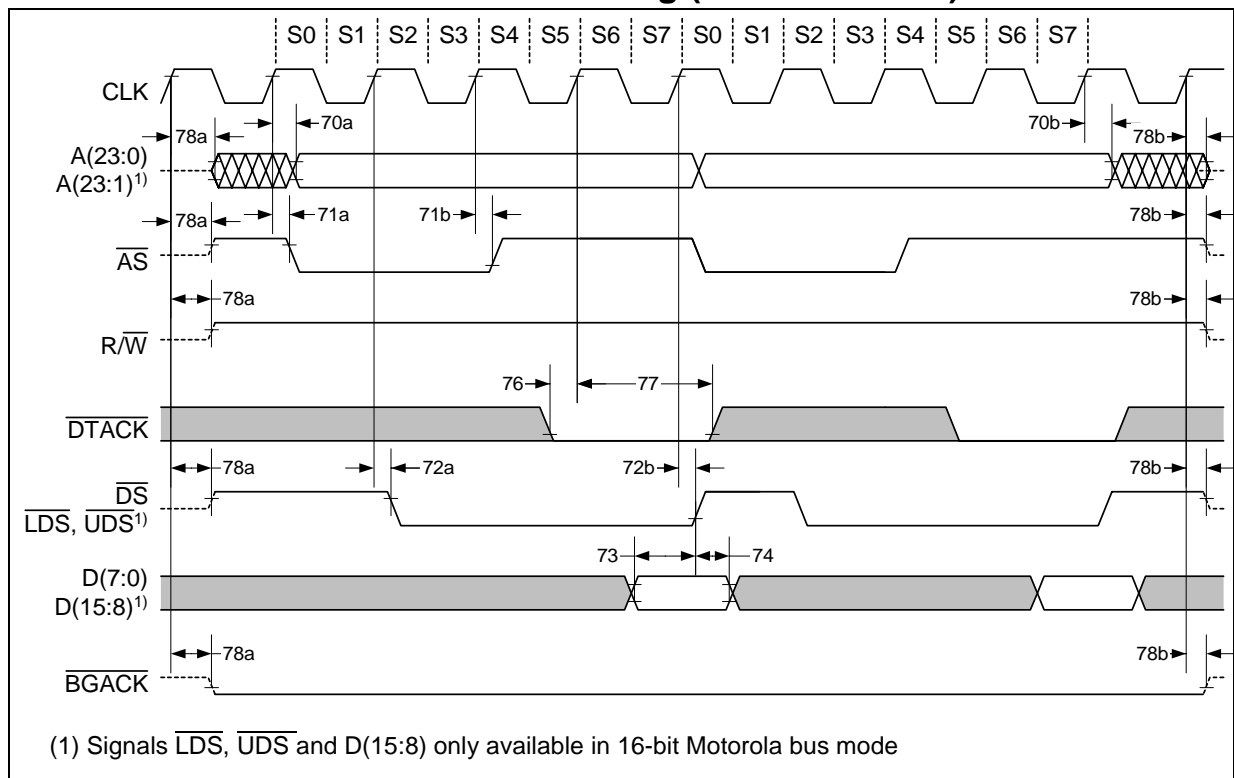 S0 S1 S2 S3 S4 S5 S6 S7 S0 S1 S2 S3 S4 S5 S6 S7
CLK
78a 70a 70b 78b
A(23:0)
A(23:1)1)
78a 71a 71b 78b
AS
78a 78b
R/W
76 77
DTACK
78a 72a 72b 78b
DS
LDS, UDS1)
73 74
D(7:0)
D(15:8)1)
78a 78b
BGACK
(1) Signals LDS, UDS and D(15:8) only available in 16-bit Motorola bus mode